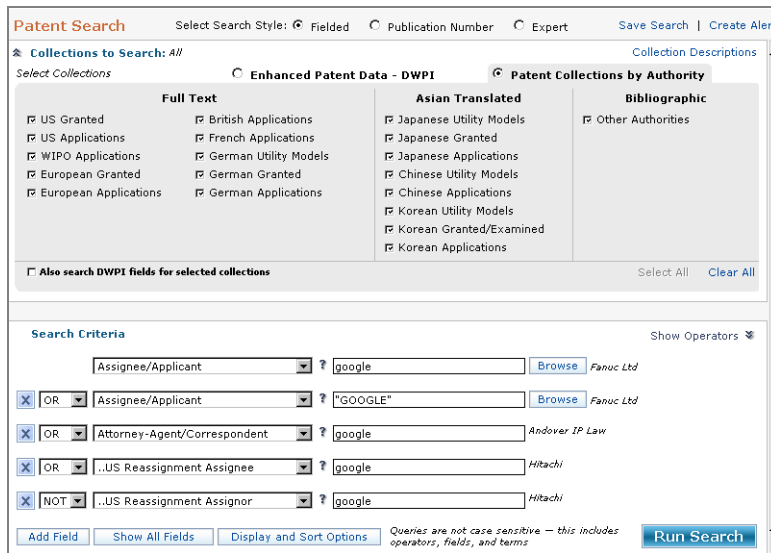 Patent Search Select Search Style: Fielded Publication Number Expert Save Search | Create Aler
Collections to Search: All Collection Descriptions
Select Collections Enhanced Patent Data - DWPI Patent Collections by Authority
Full Text Asian Translated Bibliographic
US Granted British Applications Japanese Utility Models Other Authorities
US Applications French Applications Japanese Granted
WIPO Applications German Utility Models Japanese Applications
European Granted German Granted Chinese Utility Models
European Applications German Applications Chinese Applications
Korean Utility Models
Korean Granted/Examined
Korean Applications
Also search DWPI fields for selected collections Select All Clear All
Search Criteria Show Operators
Assignee/Applicant ? google Browse Fanuc Ltd
X OR Assignee/Applicant ? "GOOGLE" Browse Fanuc Ltd
X OR Attorney-Agent/Correspondent ? google Andover IP Law
X OR ..US Reassignment Assignee ? google Hitachi
X NOT ..US Reassignment Assignor ? google Hitachi
Add Field Show All Fields Display and Sort Options Queries are not case sensitive — this includes
operators, fields, and terms Run Search